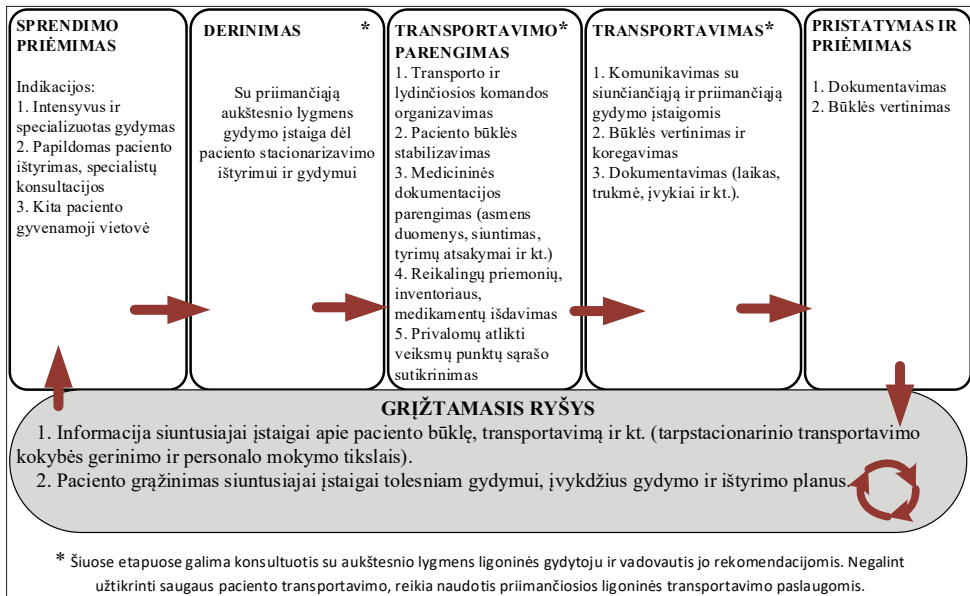 SPRENDIMO
PRIĖMIMAS
Indikacijos:
1. Intensyvus ir
specializuotas gydymas
2. Papildomas paciento
ištyrimas, specialistų
konsultacijos
3. Kita paciento
gyvenamoji vietovė
DERINIMAS *
Su priimančiąją
aukštesnio lygmens
gydymo įstaiga dėl
paciento stacionarizavimo
ištyrimui ir gydymui
TRANSPORTAVIMO*
PARENGIMAS
1. Transporto ir
lydinčiosios komandos
organizavimas
2. Paciento būklės
stabilizavimas
3. Medicininės
dokumentacijos
parengimas (asmens
duomenys, siuntimas,
tyrimų atsakymai ir kt.)
4. Reikalingų priemonių,
inventoriaus,
medikamentų išdavimas
5. Privalomų atlikti
veiksmų punktų sąrašo
sutikrinimas
TRANSPORTAVIMAS*
1. Komunikavimas su
siunčiančiąją ir priimančiąją
gydymo įstaigomis
2. Būklės vertinimas ir
koregavimas
3. Dokumentavimas (laikas,
trukmė, įvykiai ir kt.).
PRISTATYMAS IR
PRIĖMIMAS
1. Dokumentavimas
2. Būklės vertinimas
GRĮŽTAMASIS RYŠYS
1. Informacija siuntusiajai įstaigai apie paciento būklę, transportavimą ir kt. (tarpstacionarinio transportavimo
kokybės gerinimo ir personalo mokymo tikslais).
2. Paciento grąžinimas siuntusiajai įstaigai tolesniam gydymui, įvykdžius gydymo ir ištyrimo planus.
* Šiuose etapuose galima konsultuotis su aukštesnio lygmens ligoninės gydytoju ir vadovautis jo rekomendacijomis. Negalint
užtikrinti saugaus paciento transportavimo, reikia naudotis priimančiosios ligoninės transportavimo paslaugomis.